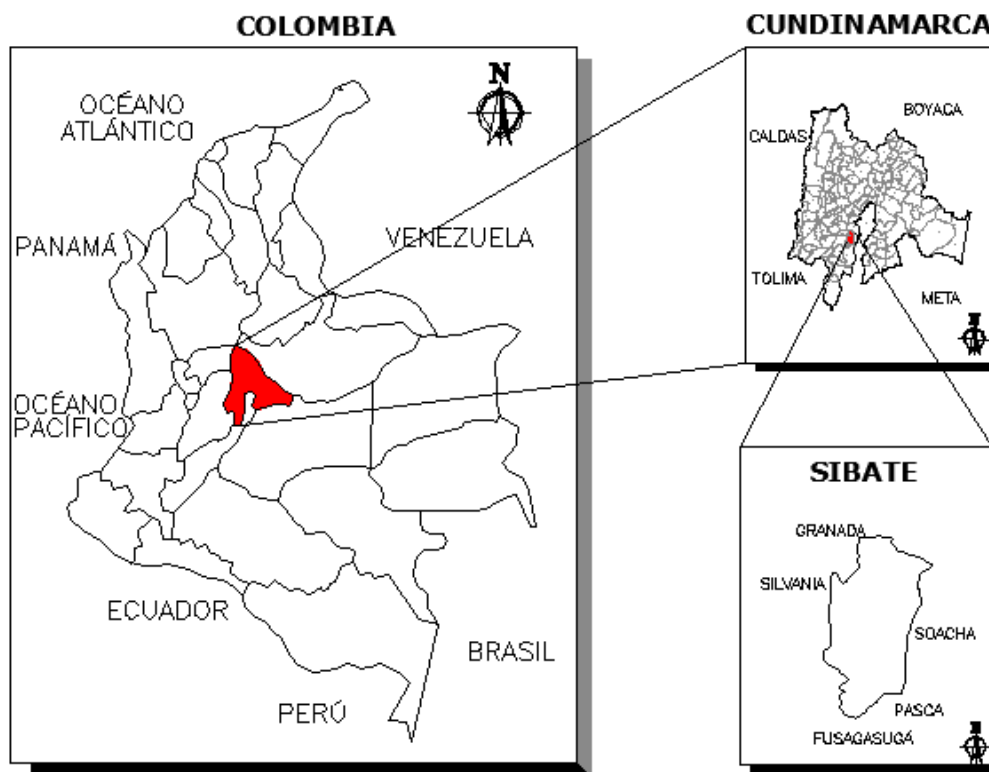 COLOMBIA
N
OCÉANO
ATLÁNTICO
PANAMÁ
VENEZUELA
OCÉANO
PACÍFICO
ECUADOR
BRASIL
PERÚ
CUNDINAMARCA
BOYACA
CALDAS
TOLIMA
META
N
SIBATE
GRANADA
SILVANIA
SOACHA
PASCA
FUSAGASUGÁ
N